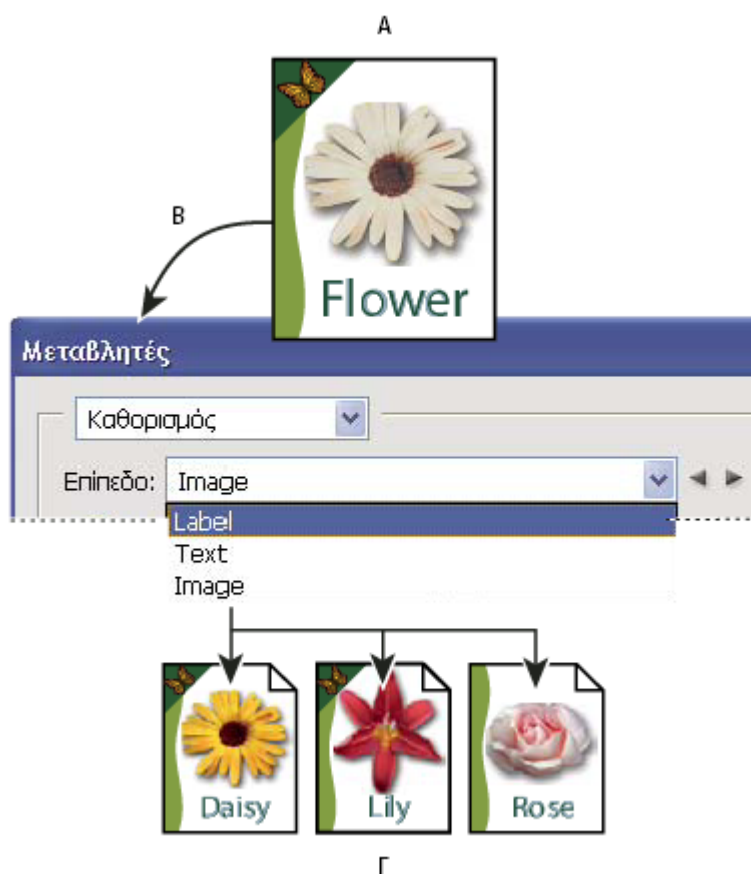 Α
Flower
Β
Μεταβλητές
Καθορισμός
Επίπεδο: Image
Label
Text
Image
Daisy
Lily
Rose
Γ